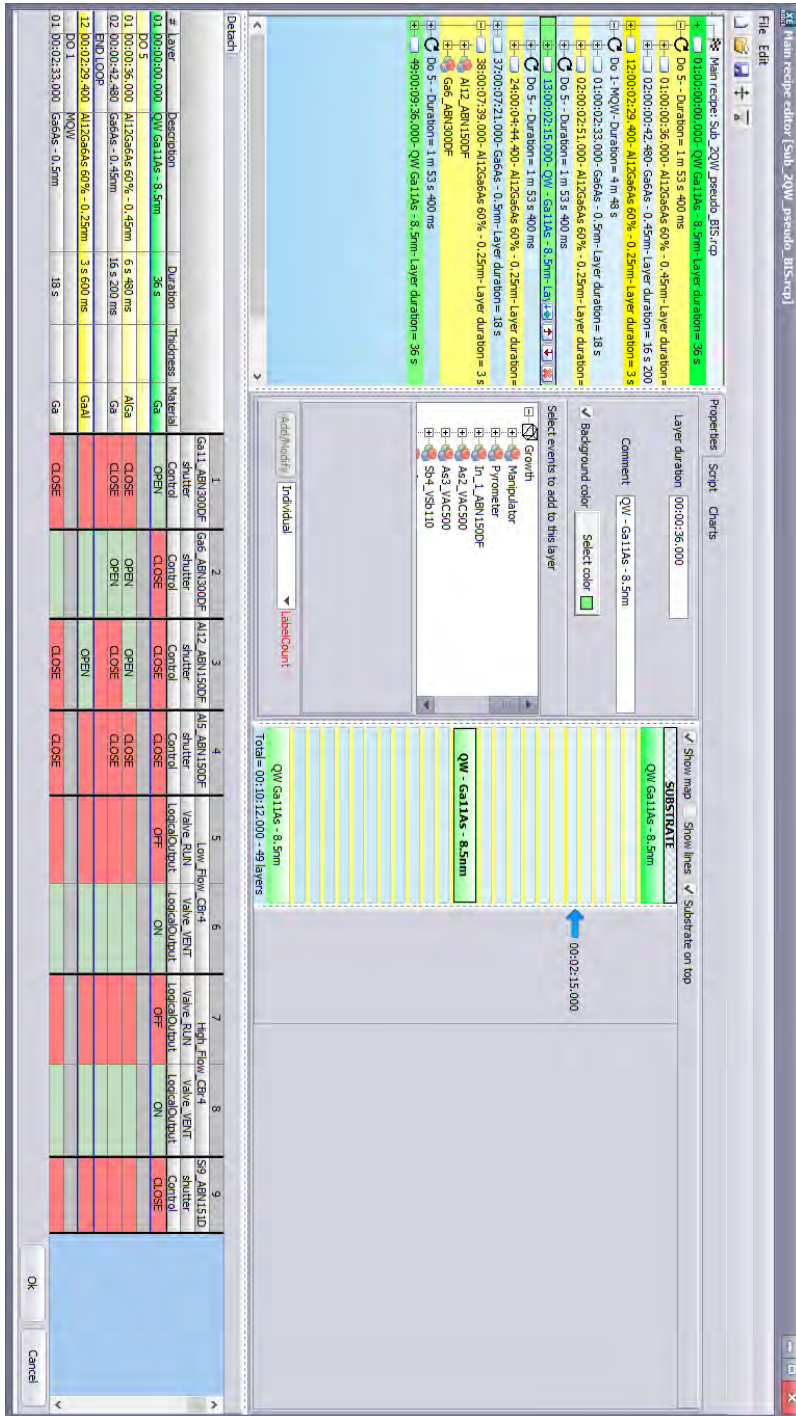 Main recipe editor [Sub_2QW_pseudo_BIS.rcp]
File Edit
Main recipe: Sub_2QW_pseudo_BIS.rcp
01:00:00:00.000- QW Ga11As - 8.5nm- Layer duration= 36 s
Do 5- - Duration= 1 m 53 s 400 ms
01:00:00:36.000- Al12Ga6As 60% - 0.45nm- Layer duration=
02:00:00:42.480- Ga6As - 0.45nm- Layer duration= 16 s 200
12:00:02:29.400- Al12Ga6As 60% - 0.25nm- Layer duration= 3 s
Do 1- MQW- Duration= 4 m 48 s
01:00:02:33.000- Ga6As - 0.5nm- Layer duration= 18 s
02:00:02:51.000- Al12Ga6As 60% - 0.25nm- Layer duration=
Do 5- - Duration= 1 m 53 s 400 ms
13:00:02:15.000- QW - Ga11As - 8.5nm- Lay
Do 5- - Duration= 1 m 53 s 400 ms
24:00:04:44.400- Al12Ga6As 60% - 0.25nm- Layer duration=
37:00:07:21.000- Ga6As - 0.5nm- Layer duration= 18 s
38:00:07:39.000- Al12Ga6As 60% - 0.25nm- Layer duration= 3 s
Al12_ABN150DF
Ga6_ABN300DF
Do 5- - Duration= 1 m 53 s 400 ms
49:00:09:36.000- QW Ga11As - 8.5nm- Layer duration= 36 s
Properties Script Charts
Layer duration 00:00:36.000
Comment QW - Ga11As - 8.5nm
Background color Select color
Select events to add to this layer
Growth
Manipulator
Pyrometer
In_1_ABN150DF
As2_VAC500
As3_VAC500
Sb4_VSb110
Add/Modify Individual LabelCount
Show map Show lines Substrate on top
SUBSTRATE
QW Ga11As - 8.5nm
00:02:15.000
QW - Ga11As - 8.5nm
QW Ga11As - 8.5nm
Total= 00:10:12.000 - 49 layers
Detach
1 2 3 4 5 6 7 8 9
Ga11_ABN300DF Ga6_ABN300DF Al12_ABN150DF Al5_ABN150DF Low_Flow_CBr4 High_Flow_CBr4 Si9_ABN151D
shutter shutter shutter shutter Valve_RUN Valve_VENT Valve_RUN Valve_VENT shutter
# Layer Description Duration Thickness Material Control Control Control Control LogicalOutput LogicalOutput LogicalOutput LogicalOutput Control
01 00:00:00.000 QW Ga11As - 8.5nm 36 s Ga OPEN CLOSE CLOSE CLOSE OFF ON OFF ON CLOSE
DO 5
01 00:00:36.000 Al12Ga6As 60% - 0.45nm 6 s 480 ms AlGa CLOSE OPEN OPEN CLOSE
02 00:00:42.480 Ga6As - 0.45nm 16 s 200 ms Ga CLOSE OPEN CLOSE CLOSE
END LOOP
12 00:02:29.400 Al12Ga6As 60% - 0.25nm 3 s 600 ms GaAl OPEN
DO 1 MQW
01 00:02:33.000 Ga6As - 0.5nm 18 s Ga CLOSE CLOSE CLOSE
Ok Cancel